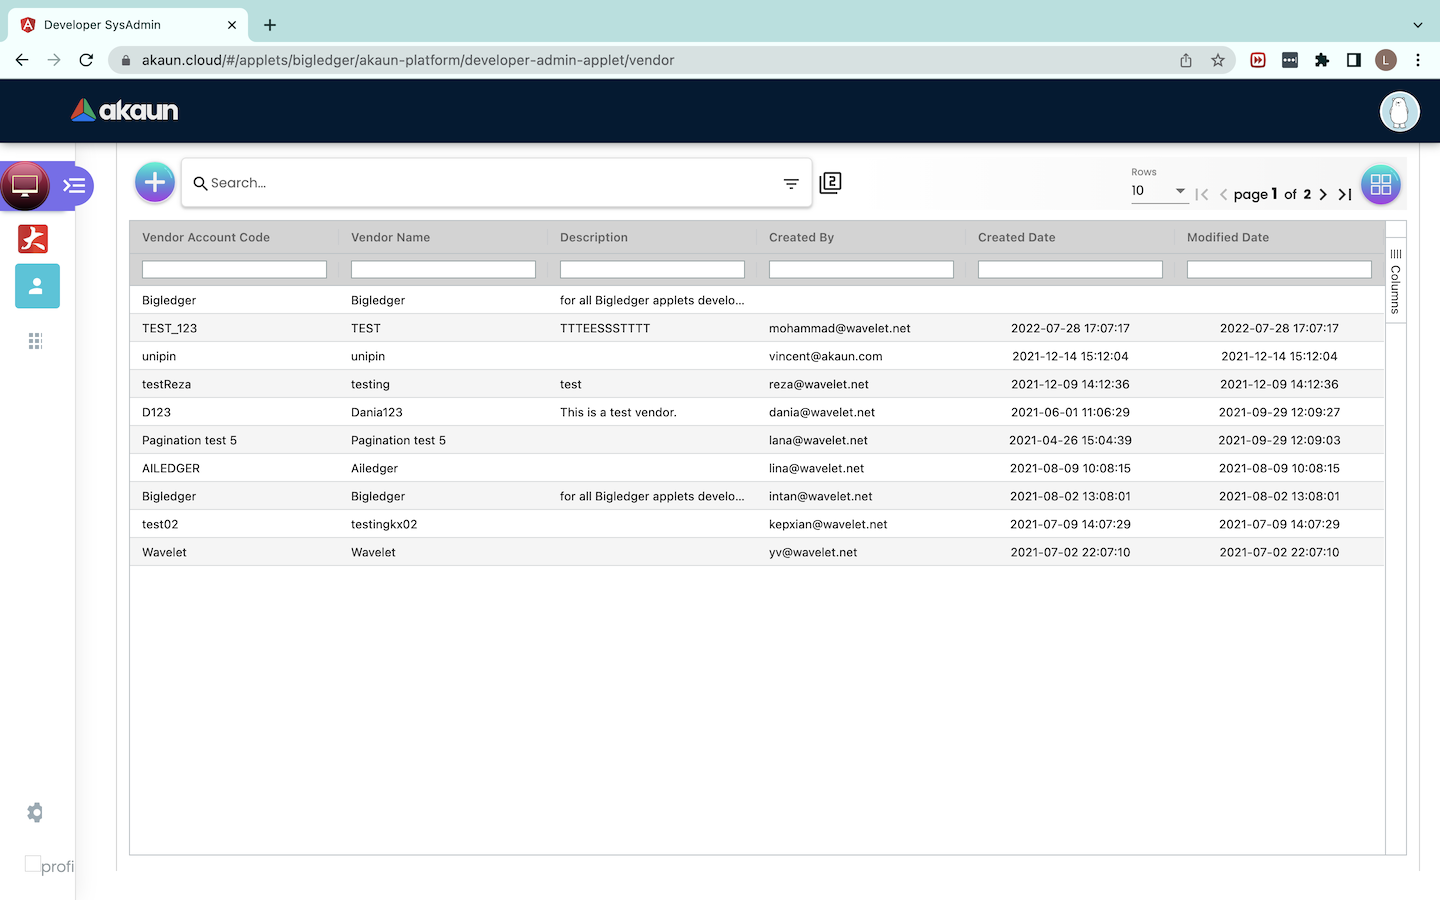 Developer SysAdmin
akaun.cloud/#/applets/bigledger/akaun-platform/developer-admin-applet/vendor
L
akaun
Search...
2
Rows
10
page 1 of 2
Vendor Account Code Vendor Name Description Created By Created Date Modified Date
Columns
Bigledger Bigledger for all Bigledger applets develo...
TEST_123 TEST TTTEESSSTTTT mohammad@wavelet.net 2022-07-28 17:07:17 2022-07-28 17:07:17
unipin unipin vincent@akaun.com 2021-12-14 15:12:04 2021-12-14 15:12:04
testReza testing test reza@wavelet.net 2021-12-09 14:12:36 2021-12-09 14:12:36
D123 Dania123 This is a test vendor. dania@wavelet.net 2021-06-01 11:06:29 2021-09-29 12:09:27
Pagination test 5 Pagination test 5 lana@wavelet.net 2021-04-26 15:04:39 2021-09-29 12:09:03
AILEDGER Ailedger lina@wavelet.net 2021-08-09 10:08:15 2021-08-09 10:08:15
Bigledger Bigledger for all Bigledger applets develo... intan@wavelet.net 2021-08-02 13:08:01 2021-08-02 13:08:01
test02 testingkx02 kepxian@wavelet.net 2021-07-09 14:07:29 2021-07-09 14:07:29
Wavelet Wavelet yv@wavelet.net 2021-07-02 22:07:10 2021-07-02 22:07:10
profi